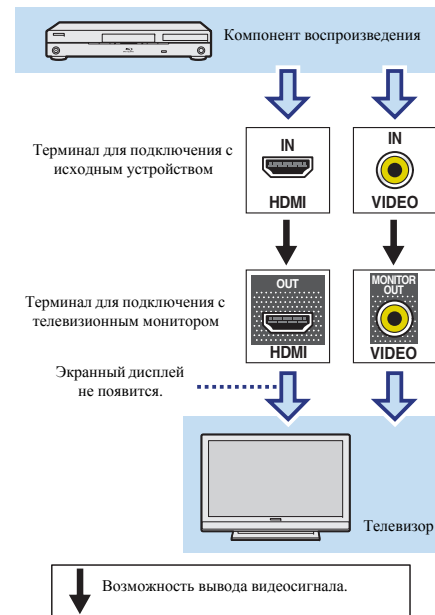 Компонент воспроизведения
Терминал для подключения с
исходным устройством
IN
HDMI
IN
VIDEO
Терминал для подключения с
телевизионным монитором
OUT
HDMI
MONITOR
OUT
VIDEO
Экранный дисплей
не появится.
Телевизор
Возможность вывода видеосигнала.